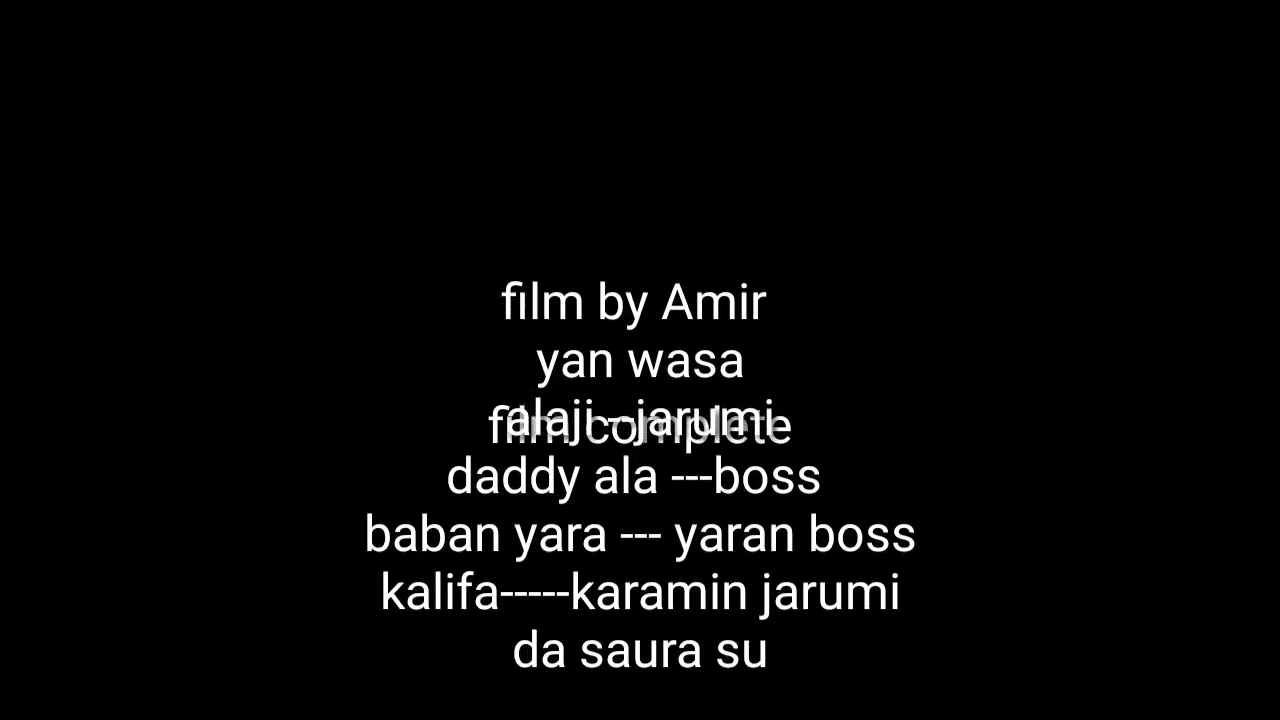 film by Amir
yan wasa
alaji ---jarumi
film complete
daddy ala ---boss
baban yara --- yaran boss
kalifa-----karamin jarumi
da saura su